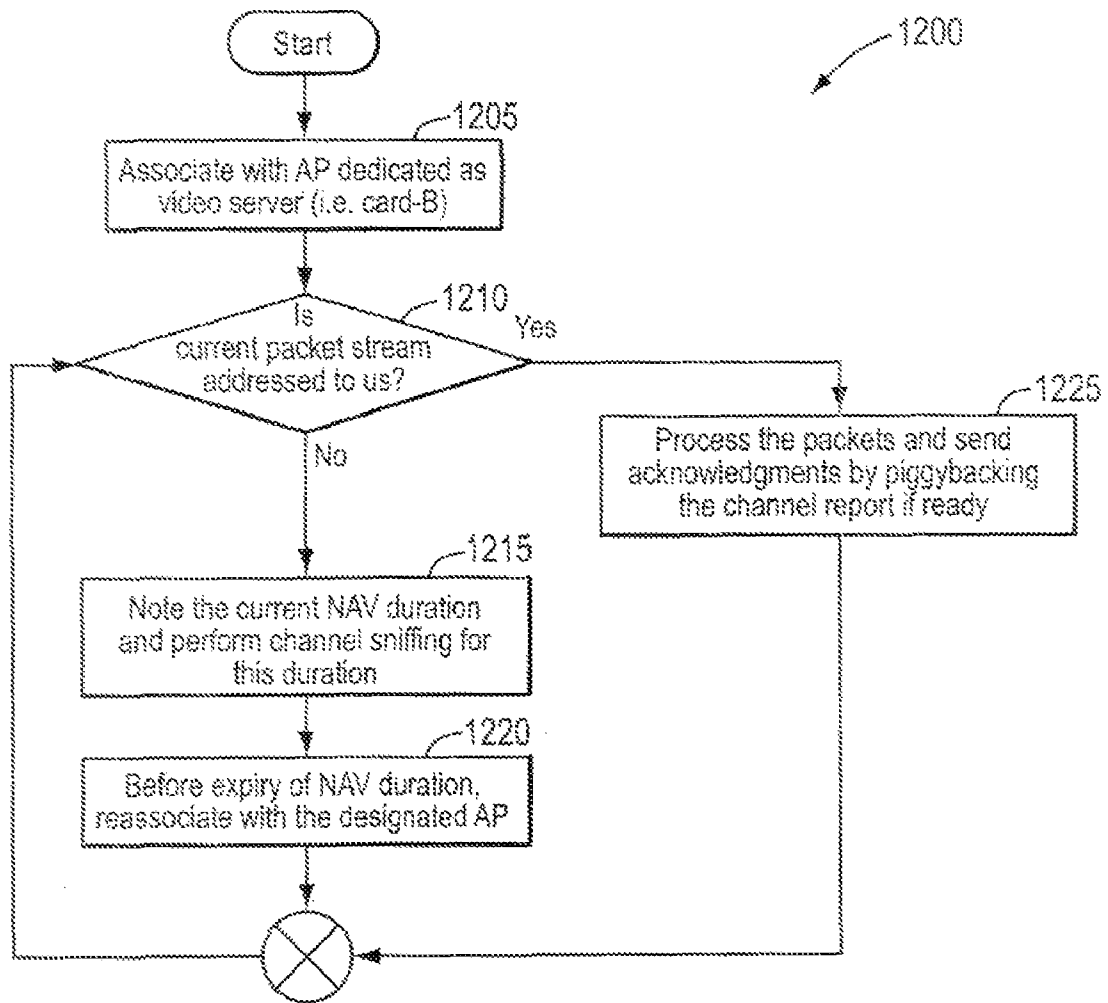 1200
Start
1205
Associate with AP dedicated as
video server (i.e. card-B)
1210
Is
current packet stream
addressed to us?
Yes
No
1225
Process the packets and send
acknowledgments by piggybacking
the channel report if ready
1215
Note the current NAV duration
and perform channel sniffing for
this duration
1220
Before expiry of NAV duration,
reassociate with the designated AP